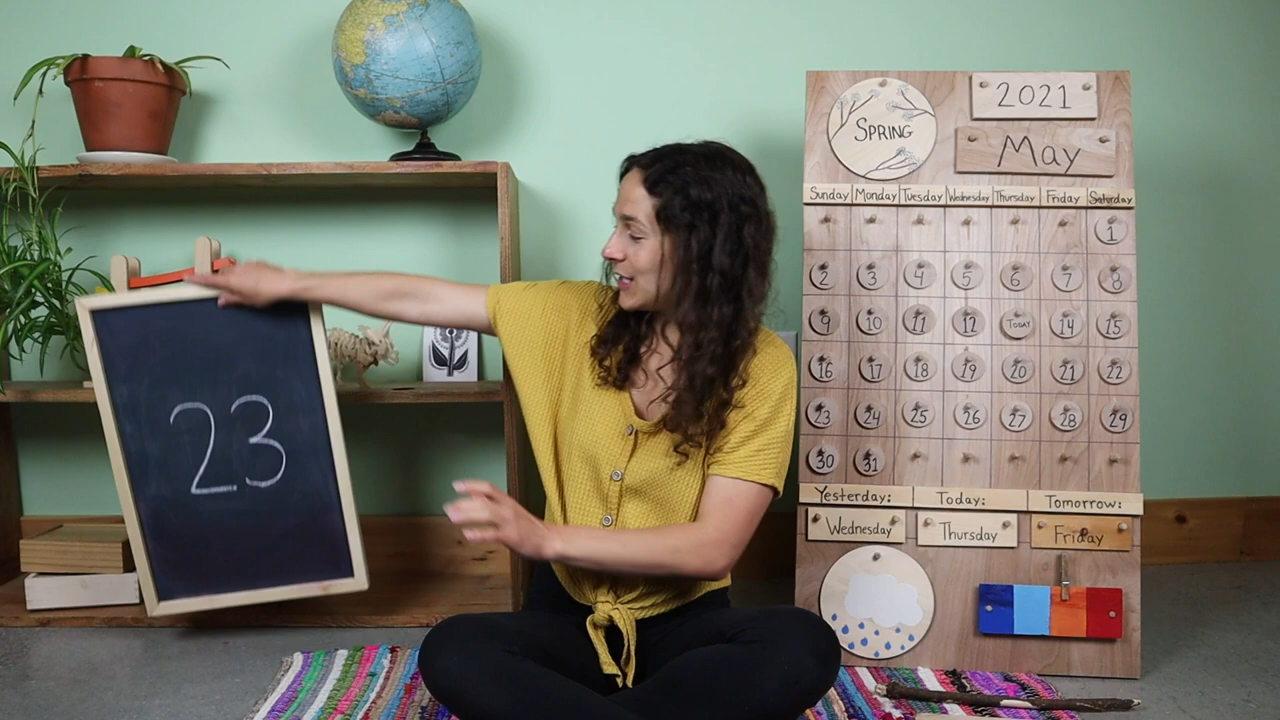 23
2021
SPRING
May
Sunday Monday Tuesday Wednesday Thursday Friday Saturday
1
2 3 4 5 6 7 8
9 10 11 12 TODAY 14 15
16 17 18 19 20 21 22
23 24 25 26 27 28 29
30 31
Yesterday: Today: Tomorrow:
Wednesday Thursday Friday